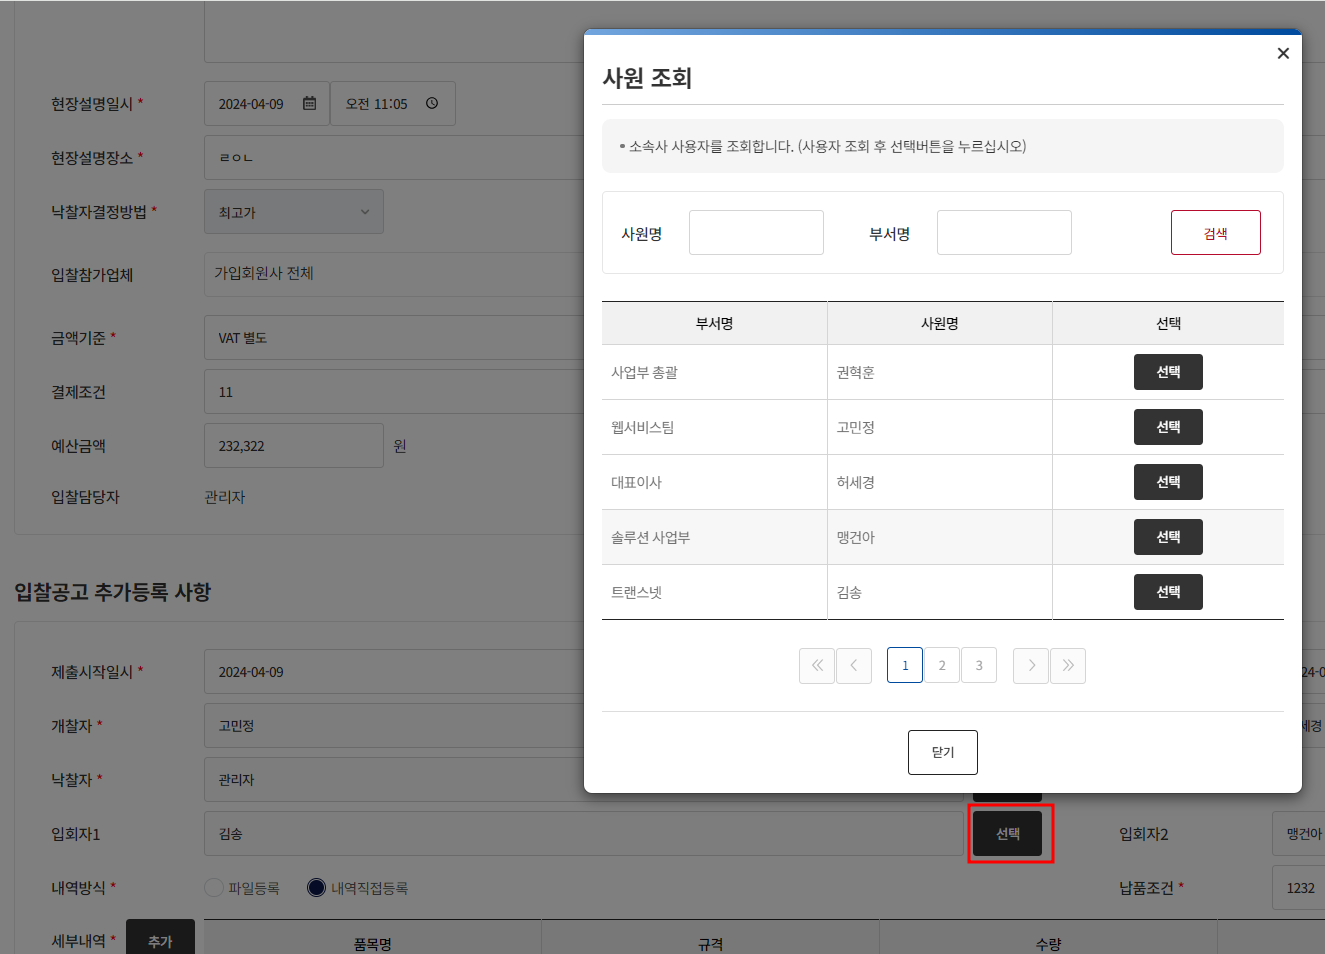 현장설명일시 *
2024-04-09
오전 11:05
현장설명장소 *
ㄹㅇㄴ
낙찰자결정방법 *
최고가
입찰참가업체
가입회원사 전체
금액기준 *
VAT 별도
결제조건
11
예산금액
232,322
원
입찰담당자
관리자
입찰공고 추가등록 사항
제출시작일시 *
2024-04-09
24-0
개찰자 *
고민정
세경
낙찰자 *
관리자
입회자1
김송
선택
입회자2
맹건아
내역방식 *
파일등록
내역직접등록
납품조건 *
1232
세부내역 *
추가
품목명
규격
수량
사원 조회
• 소속사 사용자를 조회합니다. (사용자 조회 후 선택버튼을 누르십시오)
사원명
부서명
검색
부서명 사원명 선택
사업부 총괄 권혁훈 선택
웹서비스팀 고민정 선택
대표이사 허세경 선택
솔루션 사업부 맹건아 선택
트랜스넷 김송 선택
1 2 3
닫기